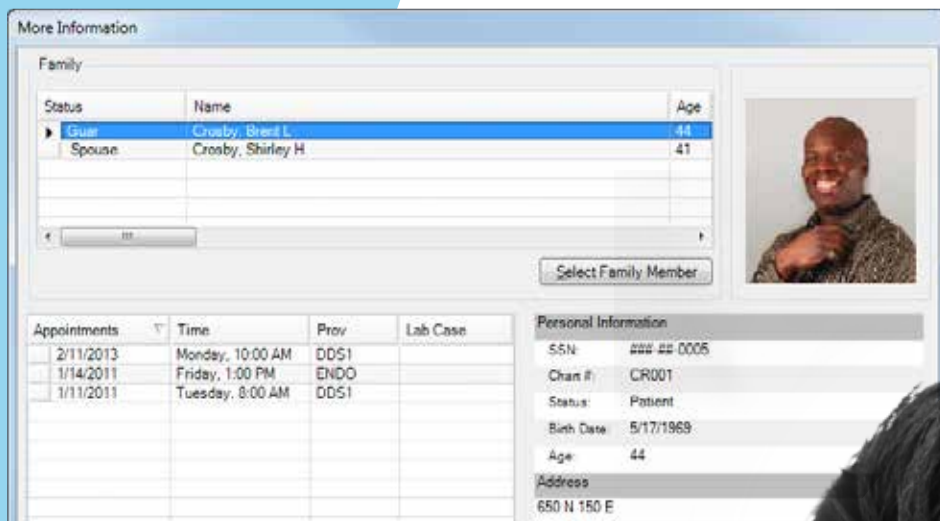 More Information
Family
Status Name Age
Guar Crosby, Brent L 44
Spouse Crosby, Shirley H 41
Select Family Member
Appointments Time Prov Lab Case
2/11/2013 Monday, 10:00 AM DDS1
1/14/2011 Friday, 1:00 PM ENDO
1/11/2011 Tuesday, 8:00 AM DDS1
Personal Information
SSN: ###-##-0005
Chart #: CR001
Status: Patient
Birth Date: 5/17/1969
Age: 44
Address
650 N 150 E